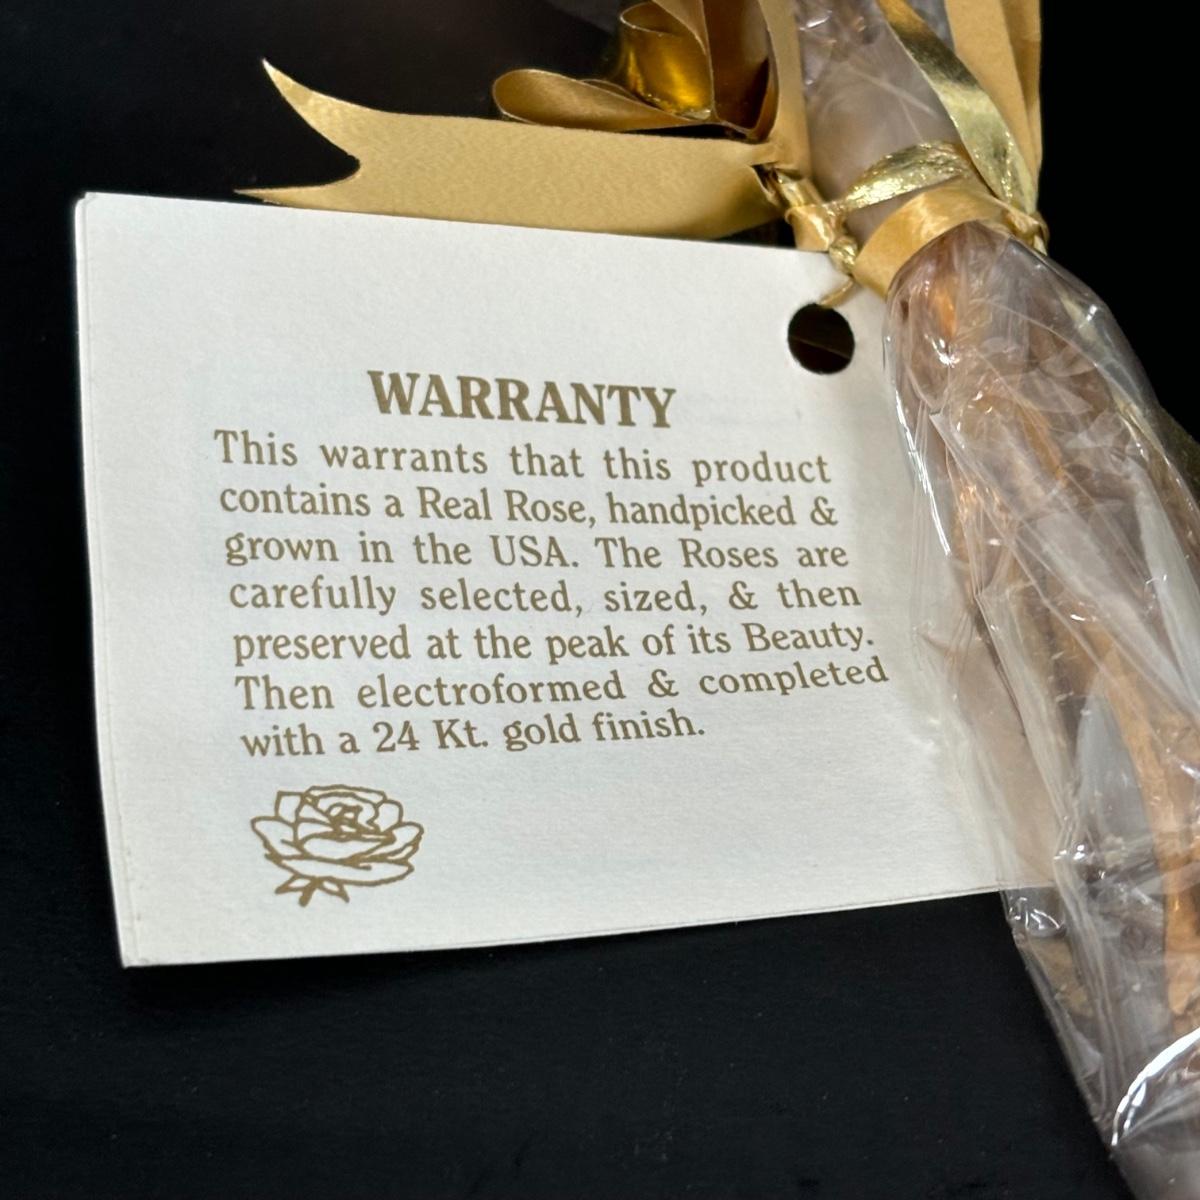 WARRANTY
This warrants that this product
contains a Real Rose, handpicked &
grown in the USA. The Roses are
carefully selected, sized, & then
preserved at the peak of its Beauty.
Then electroformed & completed
with a 24 Kt. gold finish.